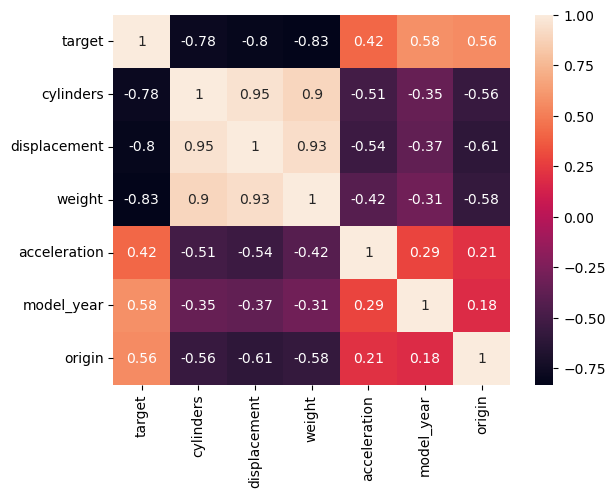 target 1 -0.78 -0.8 -0.83 0.42 0.58 0.56
cylinders -0.78 1 0.95 0.9 -0.51 -0.35 -0.56
displacement -0.8 0.95 1 0.93 -0.54 -0.37 -0.61
weight -0.83 0.9 0.93 1 -0.42 -0.31 -0.58
acceleration 0.42 -0.51 -0.54 -0.42 1 0.29 0.21
model_year 0.58 -0.35 -0.37 -0.31 0.29 1 0.18
origin 0.56 -0.56 -0.61 -0.58 0.21 0.18 1
target cylinders displacement weight acceleration model_year origin
1.00
0.75
0.50
0.25
0.00
−0.25
−0.50
−0.75